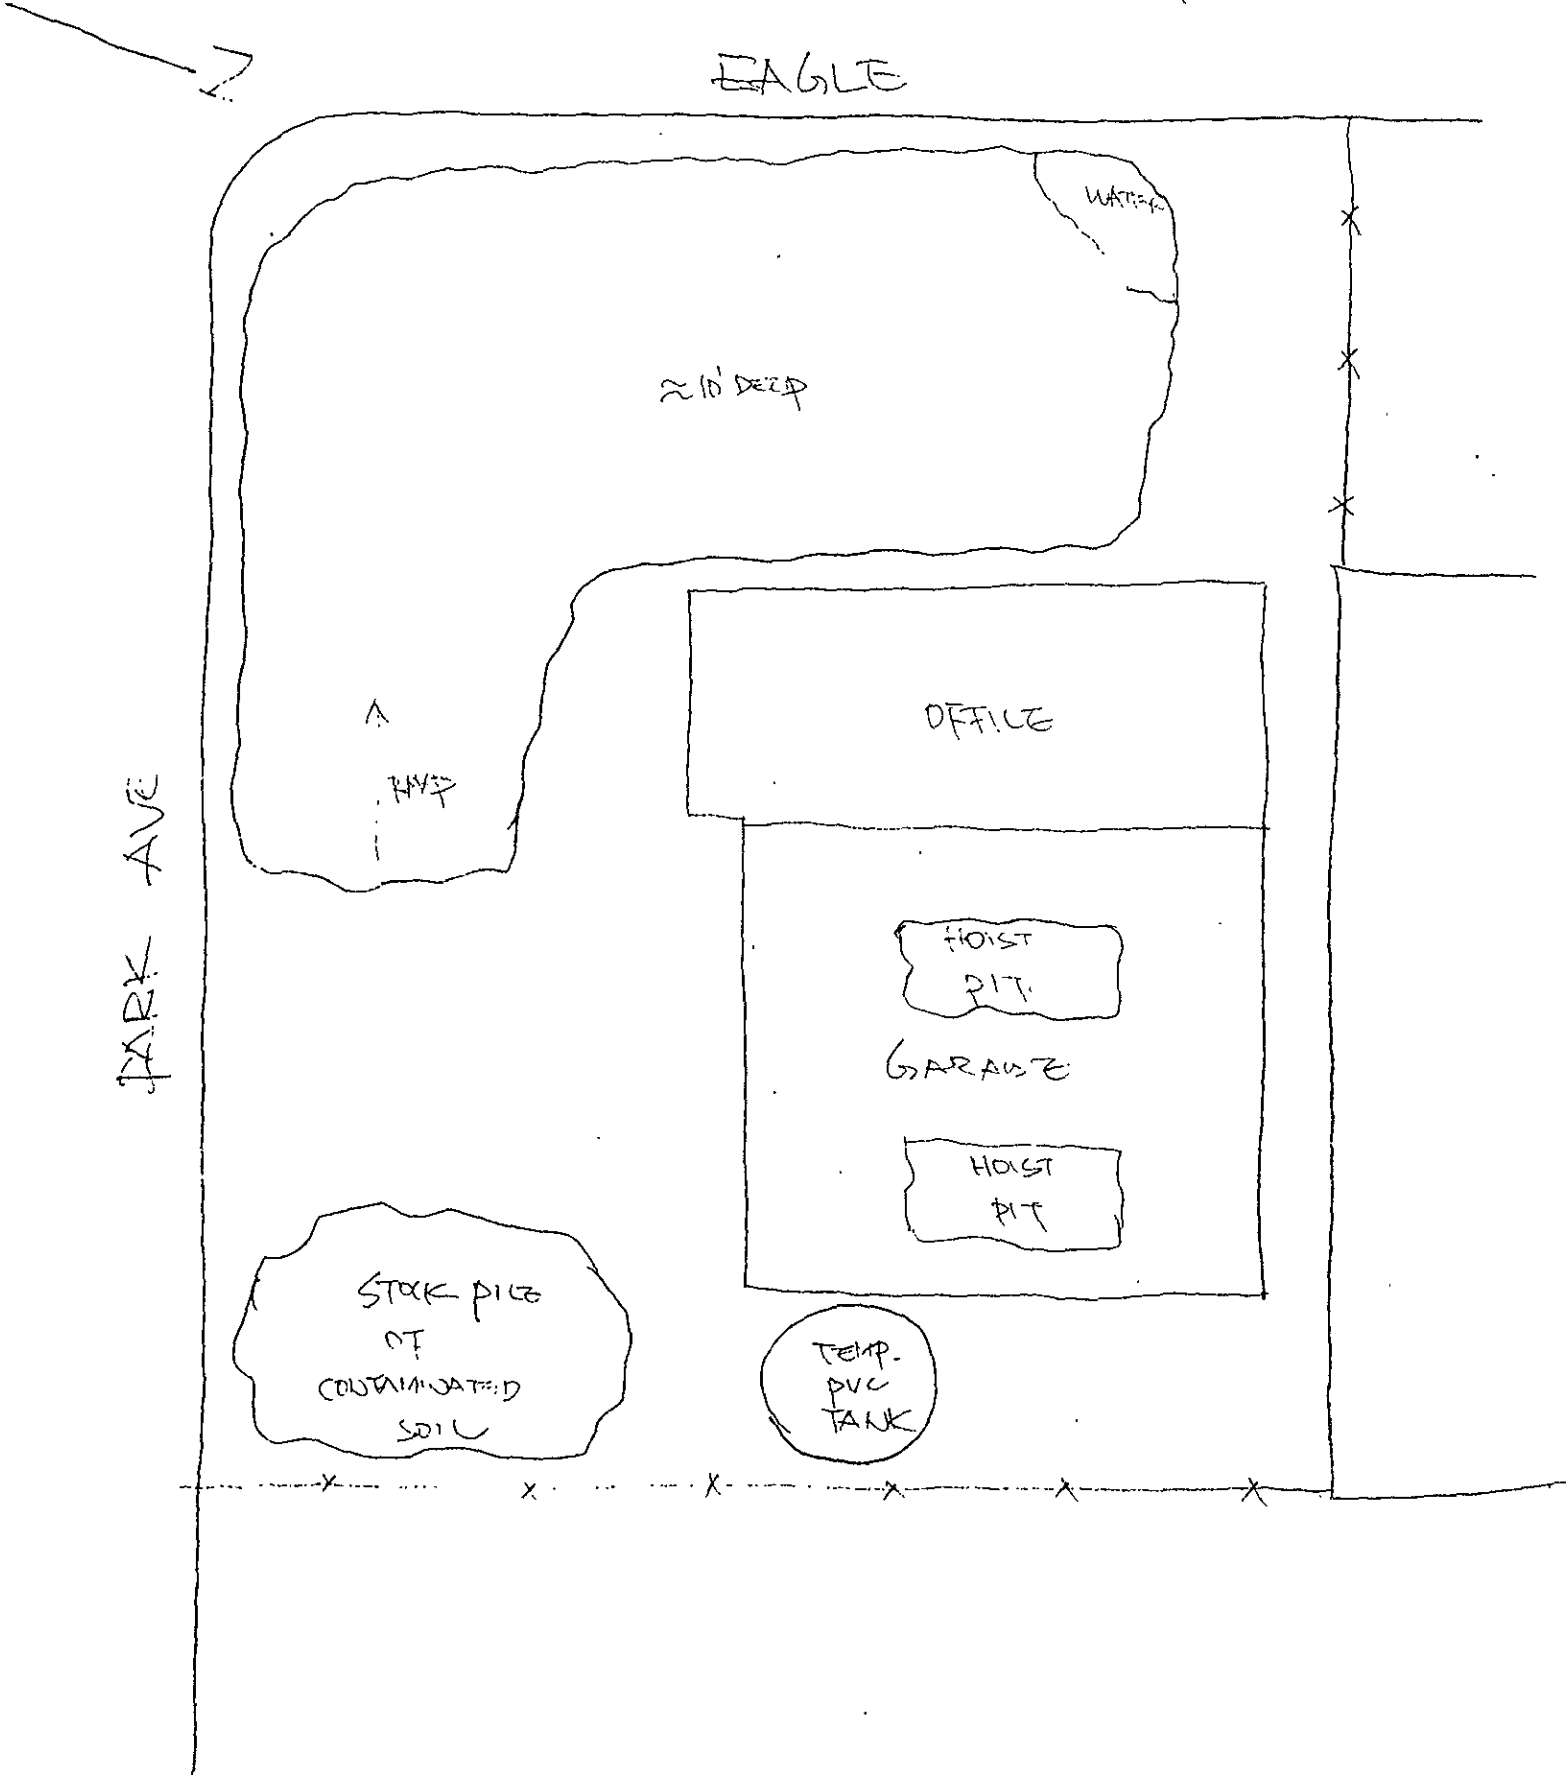 EAGLE
WATER
≈10' DEEP
OFFICE
PARK AVE
HOIST
PIT.
GARAGE
HOIST
PIT
STOCK PILE
OF
CONTAMINATED
SOIL
TEMP.
PVC
TANK